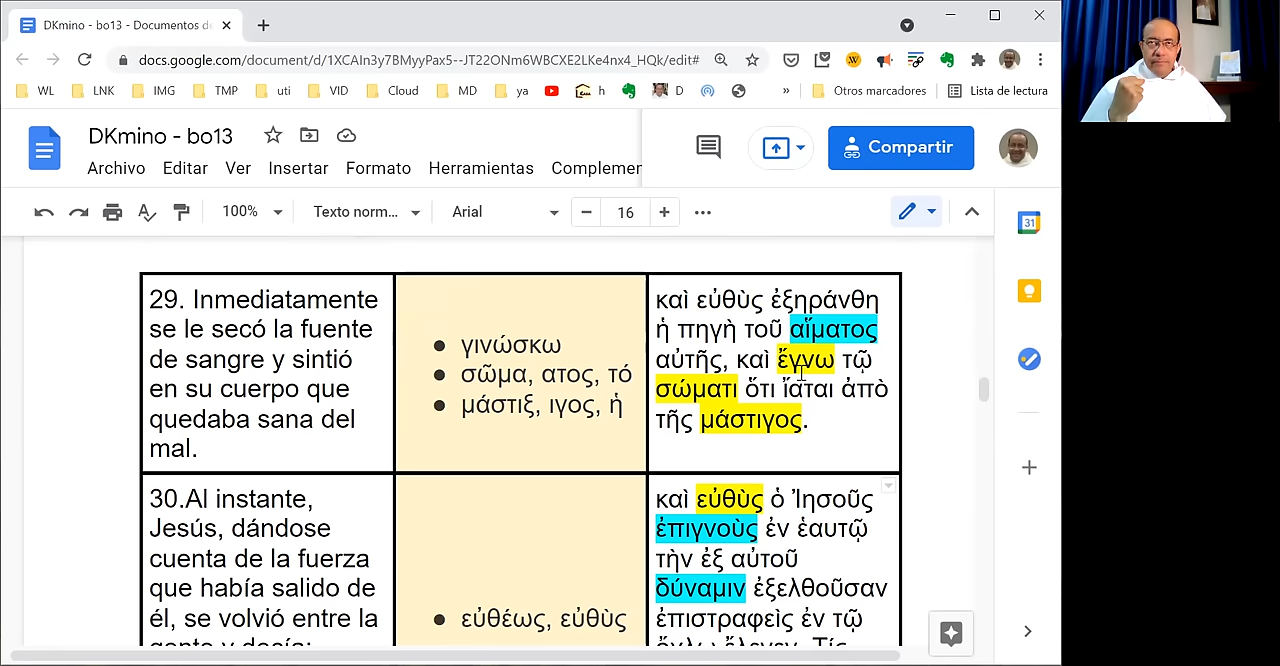 DKmino - bo13 - Documentos d
docs.google.com/document/d/1XCAIn3y7BMyyPax5--JT22ONm6WBCXE2LKe4nx4_HQk/edit#
WL LNK IMG TMP uti VID Cloud MD ya h D » Otros marcadores Lista de lectura
DKmino - bo13
Compartir
Archivo Editar Ver Insertar Formato Herramientas Complemen
100% Texto norm... Arial 16
31
29. Inmediatamente
se le secó la fuente
de sangre y sintió
en su cuerpo que
quedaba sana del
mal.
γινώσκω
σῶμα, ατος, τό
μάστιξ, ιγος, ἡ
καὶ εὐθὺς ἐξηράνθη
ἡ πηγὴ τοῦ αἵματος
αὐτῆς, καὶ ἔγνω τῷ
σώματι ὅτι ἴαται ἀπὸ
τῆς μάστιγος.
30.Al instante,
Jesús, dándose
cuenta de la fuerza
que había salido de
él, se volvió entre la
εὐθέως, εὐθὺς
καὶ εὐθὺς ὁ Ἰησοῦς
ἐπιγνοὺς ἐν ἑαυτῷ
τὴν ἐξ αὐτοῦ
δύναμιν ἐξελθοῦσαν
ἐπιστραφεὶς ἐν τῷ